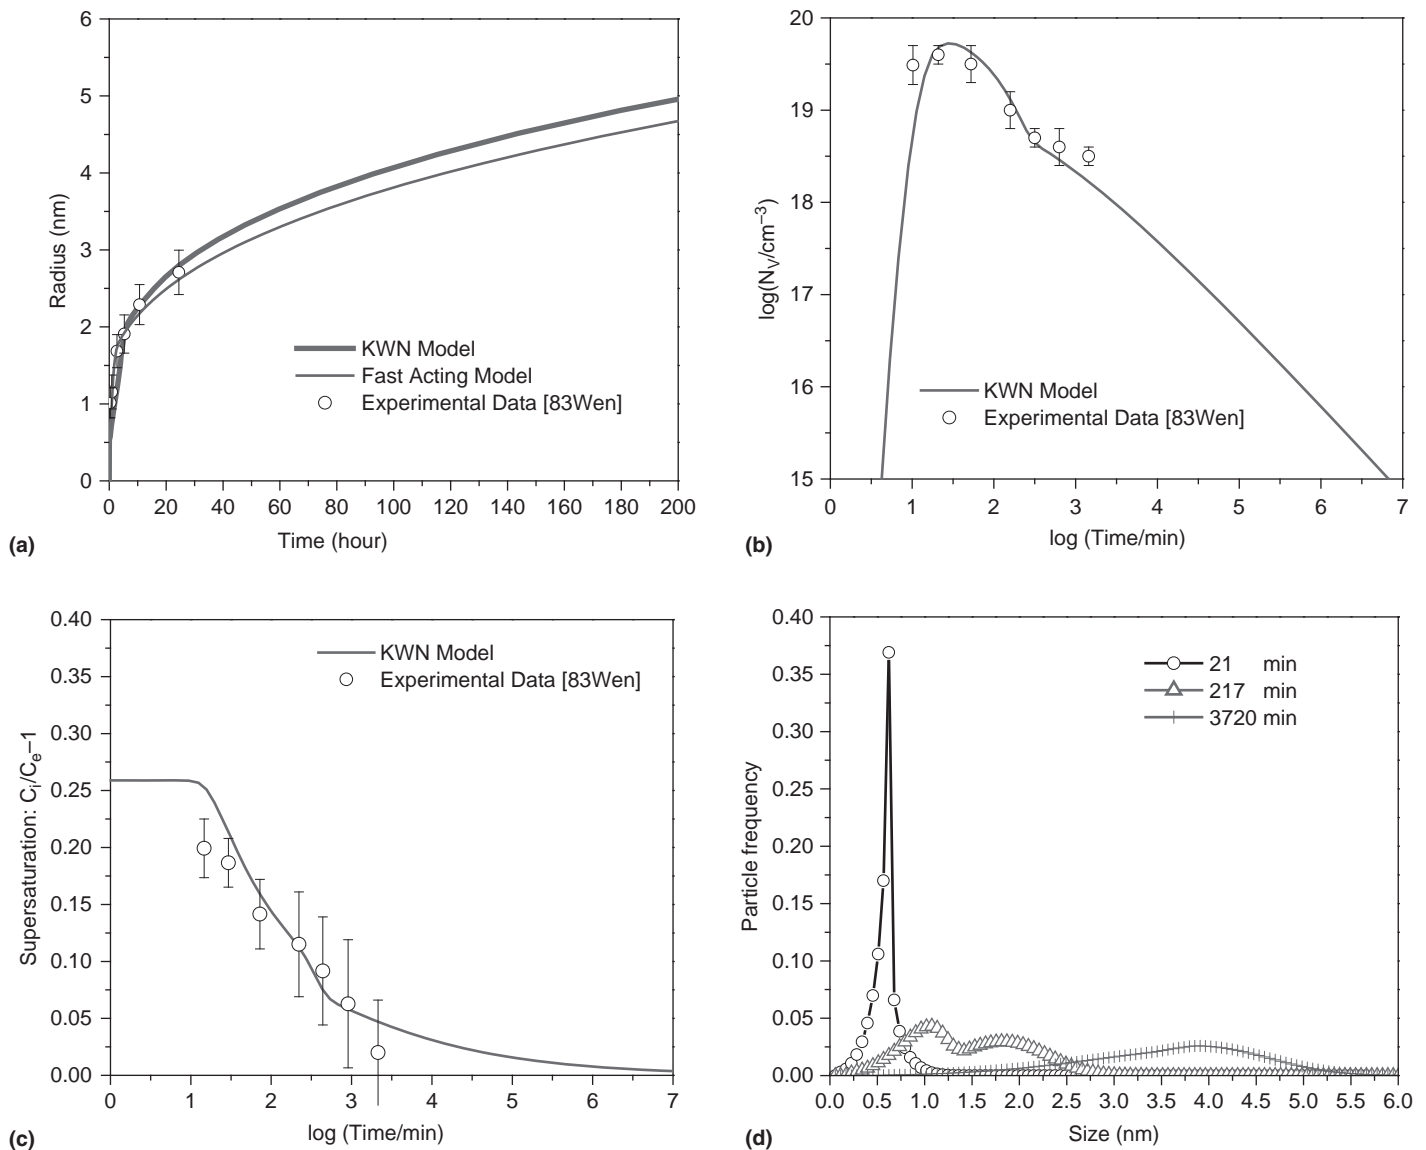 6
5
4
3
2
1
0
Radius (nm)
KWN Model
Fast Acting Model
Experimental Data [83Wen]
0 20 40 60 80 100 120 140 160 180 200
Time (hour)
(a)
20
19
18
17
16
15
log(N_V/cm⁻³)
KWN Model
Experimental Data [83Wen]
0 1 2 3 4 5 6 7
log (Time/min)
(b)
0.40
0.35
0.30
0.25
0.20
0.15
0.10
0.05
0.00
Supersaturation: C_i/C_e–1
KWN Model
Experimental Data [83Wen]
0 1 2 3 4 5 6 7
log (Time/min)
(c)
0.40
0.35
0.30
0.25
0.20
0.15
0.10
0.05
0.00
Particle frequency
21 min
217 min
3720 min
0.0 0.5 1.0 1.5 2.0 2.5 3.0 3.5 4.0 4.5 5.0 5.5 6.0
Size (nm)
(d)